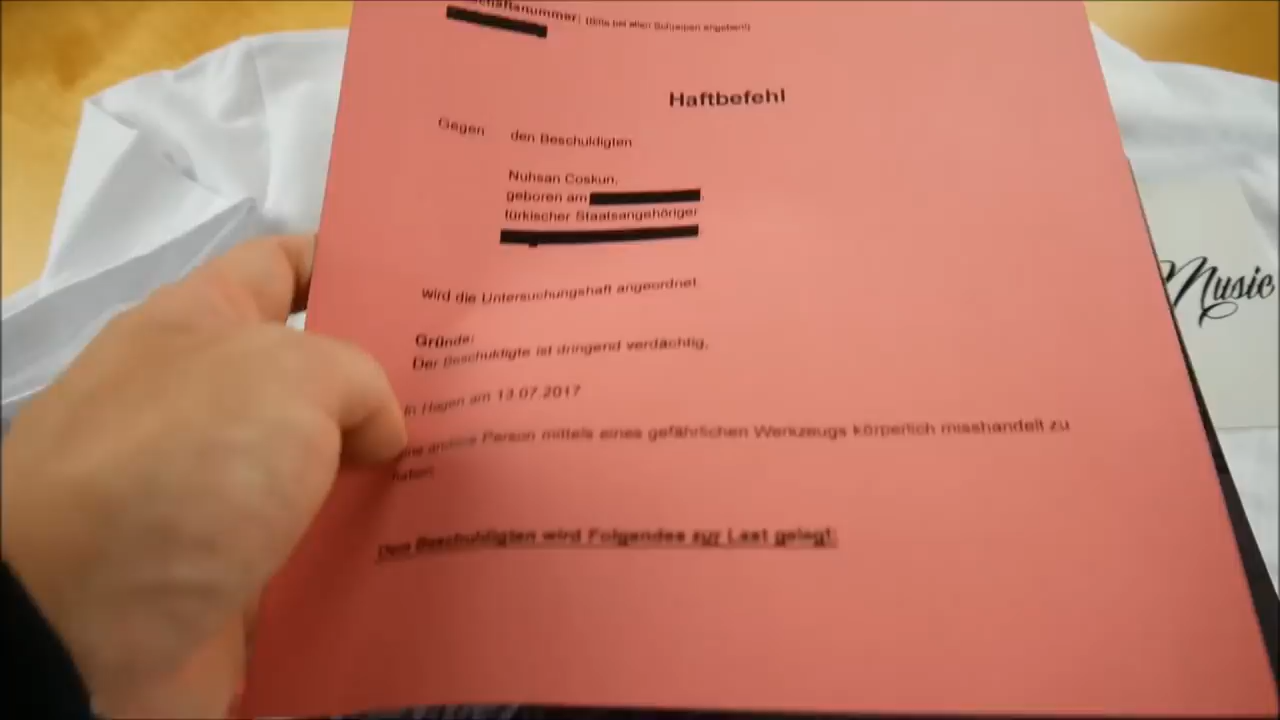 schäftsnummer: (Bitte bei allen Schreiben angeben!)
Haftbefehl
Gegen den Beschuldigten
Nuhsan Coskun,
geboren am
türkischer Staatsangehöriger
Wird die Untersuchungshaft angeordnet
Gründe:
Der Beschuldigte ist dringend verdächtig,
In Hagen am 13.07.2017
eine andere Person mittels eines gefährlichen Werkzeugs körperlich misshandelt zu
haben
Dem Beschuldigten wird Folgendes zur Last gelegt:
Music